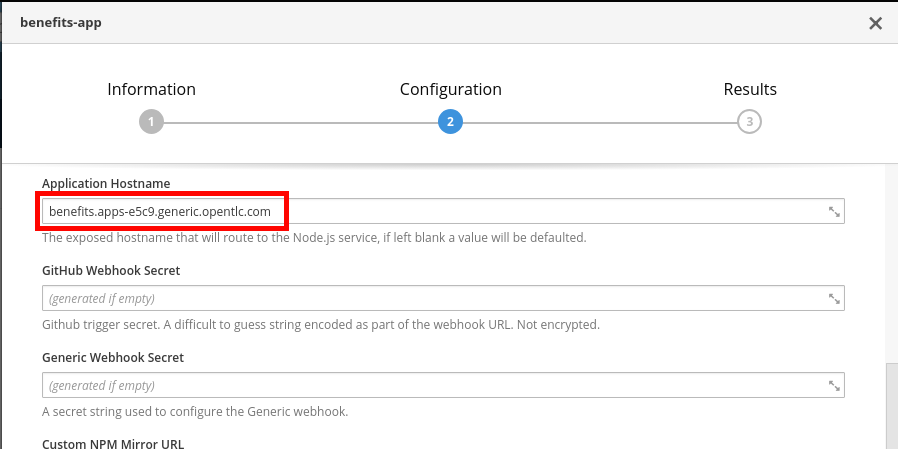 benefits-app
Information Configuration Results
1 2 3
Application Hostname
benefits.apps-e5c9.generic.opentlc.com
The exposed hostname that will route to the Node.js service, if left blank a value will be defaulted.
GitHub Webhook Secret
(generated if empty)
Github trigger secret. A difficult to guess string encoded as part of the webhook URL. Not encrypted.
Generic Webhook Secret
(generated if empty)
A secret string used to configure the Generic webhook.
Custom NPM Mirror URL